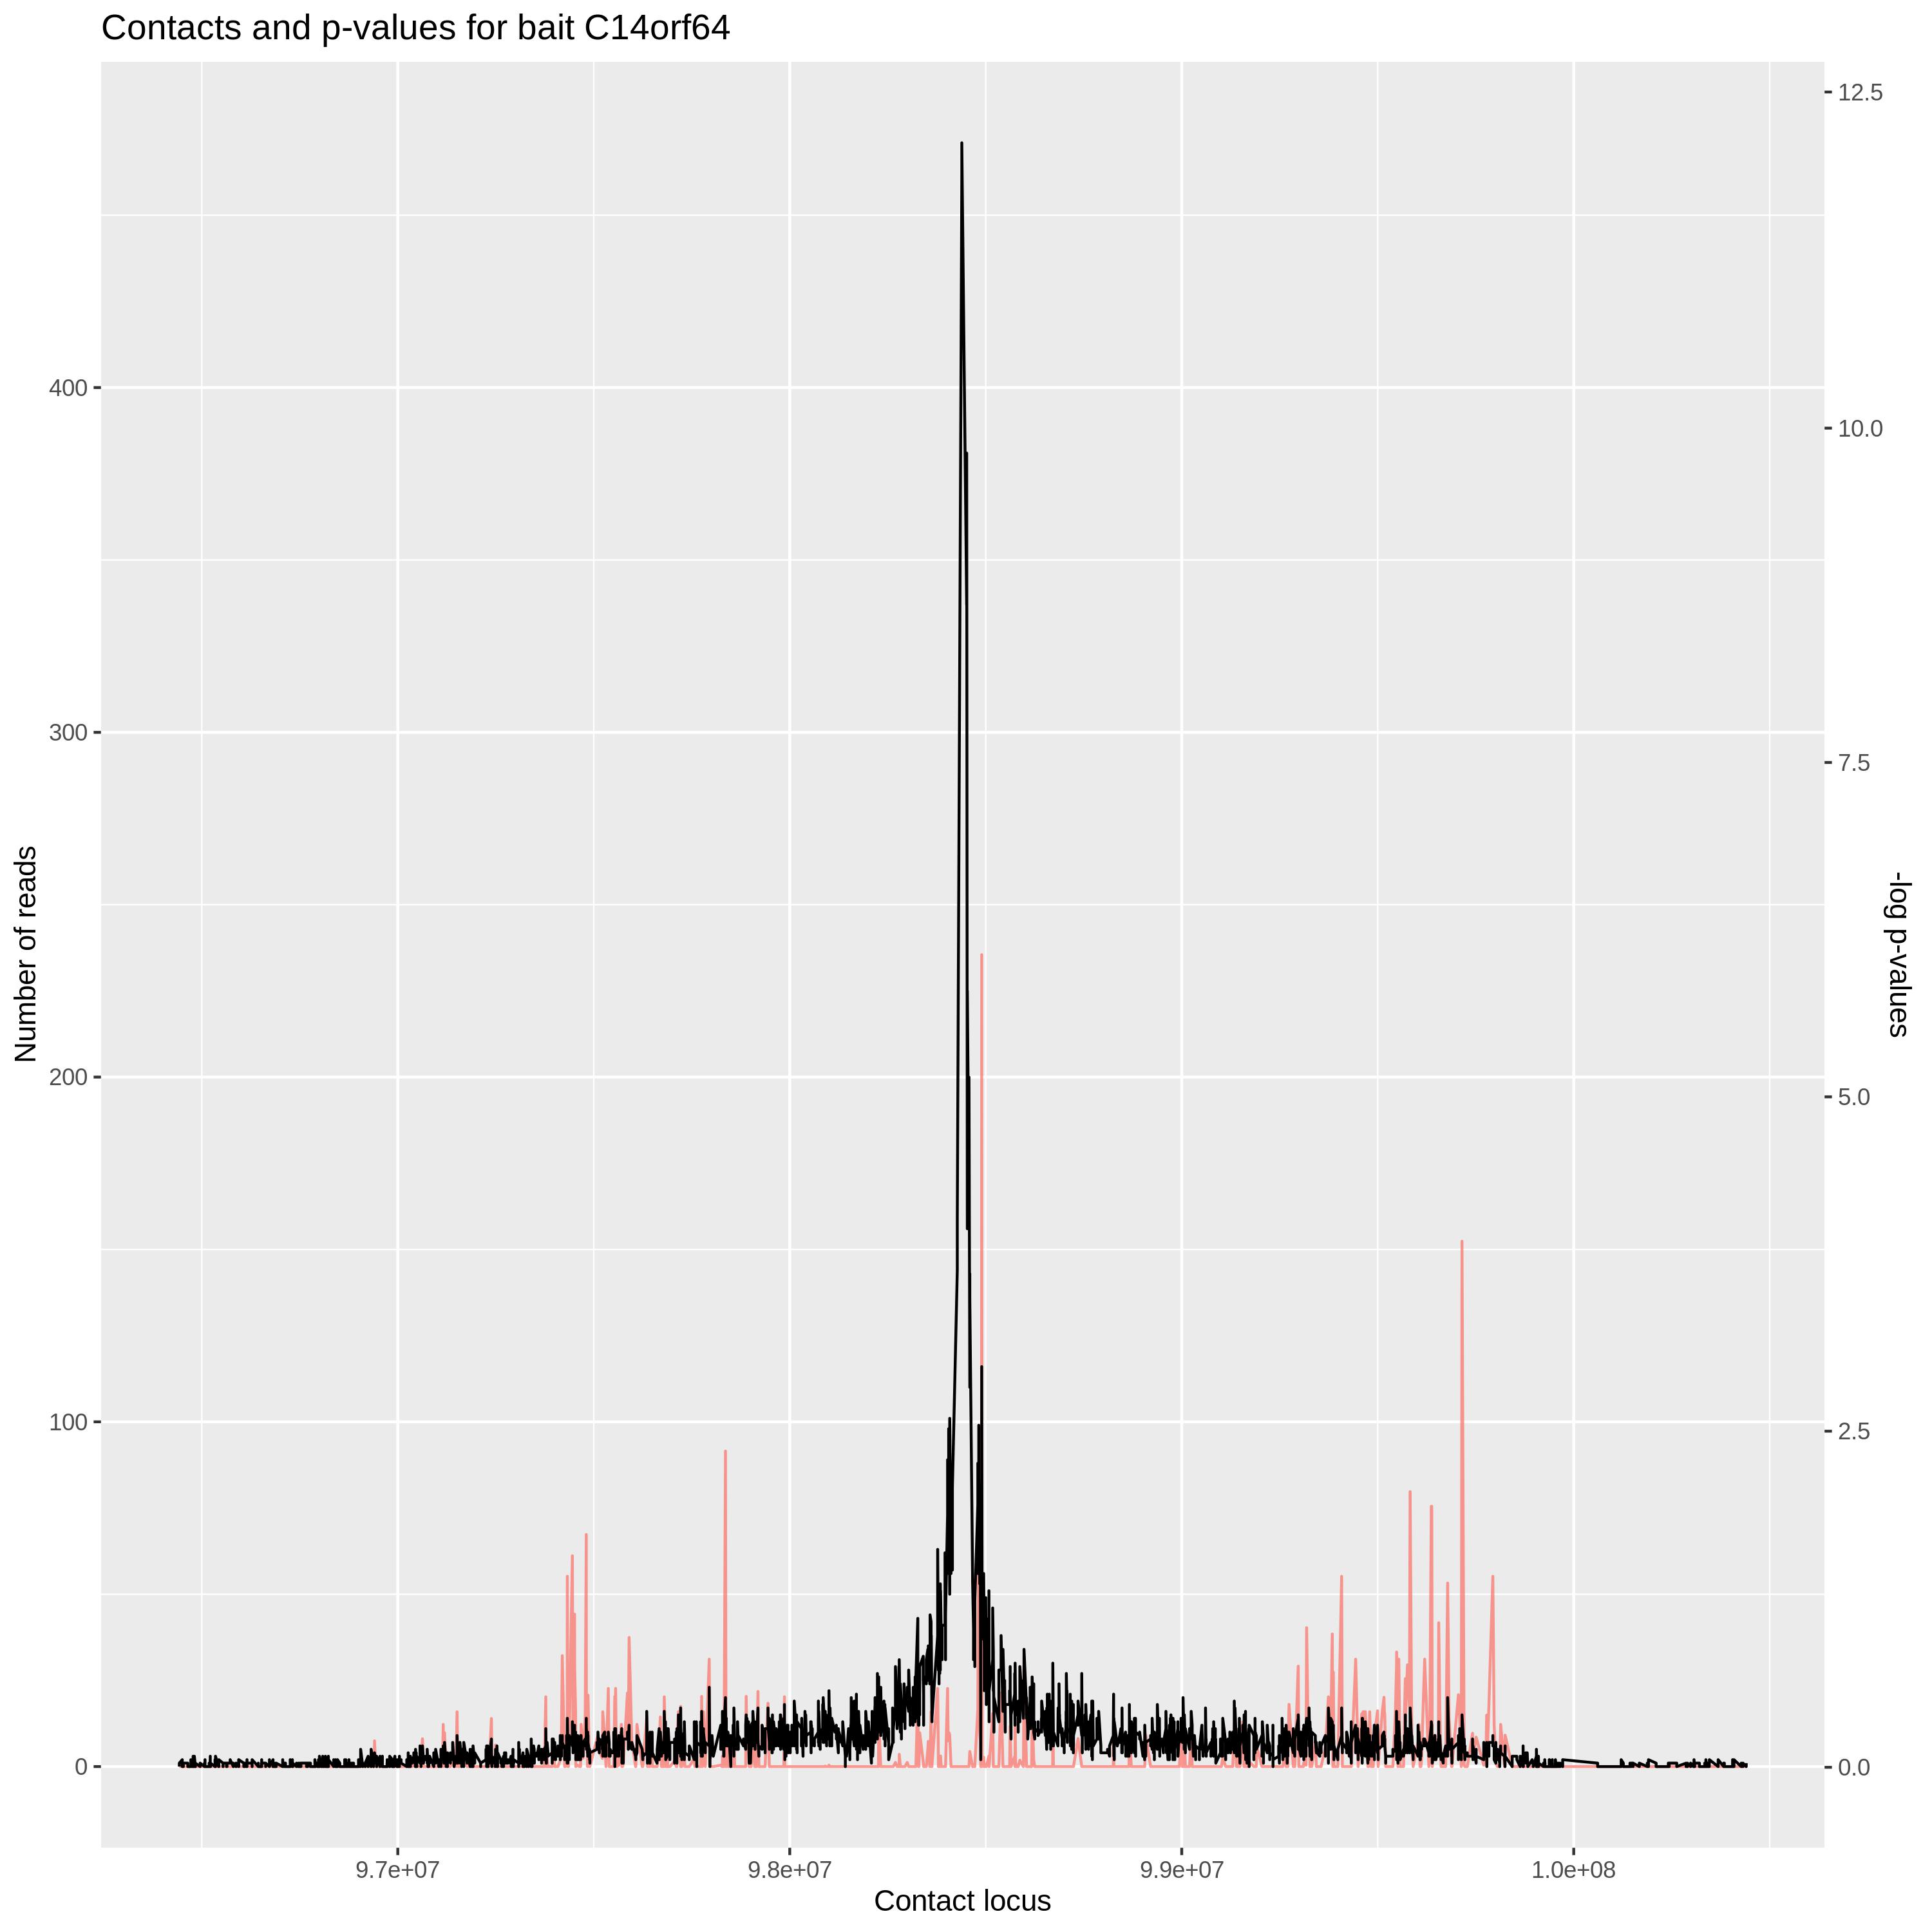 Contacts and p-values for bait C14orf64
12.5
400
10.0
300
7.5
Number of reads
-log p-values
200
5.0
100
2.5
0
0.0
9.7e+07 9.8e+07 9.9e+07 1.0e+08
Contact locus